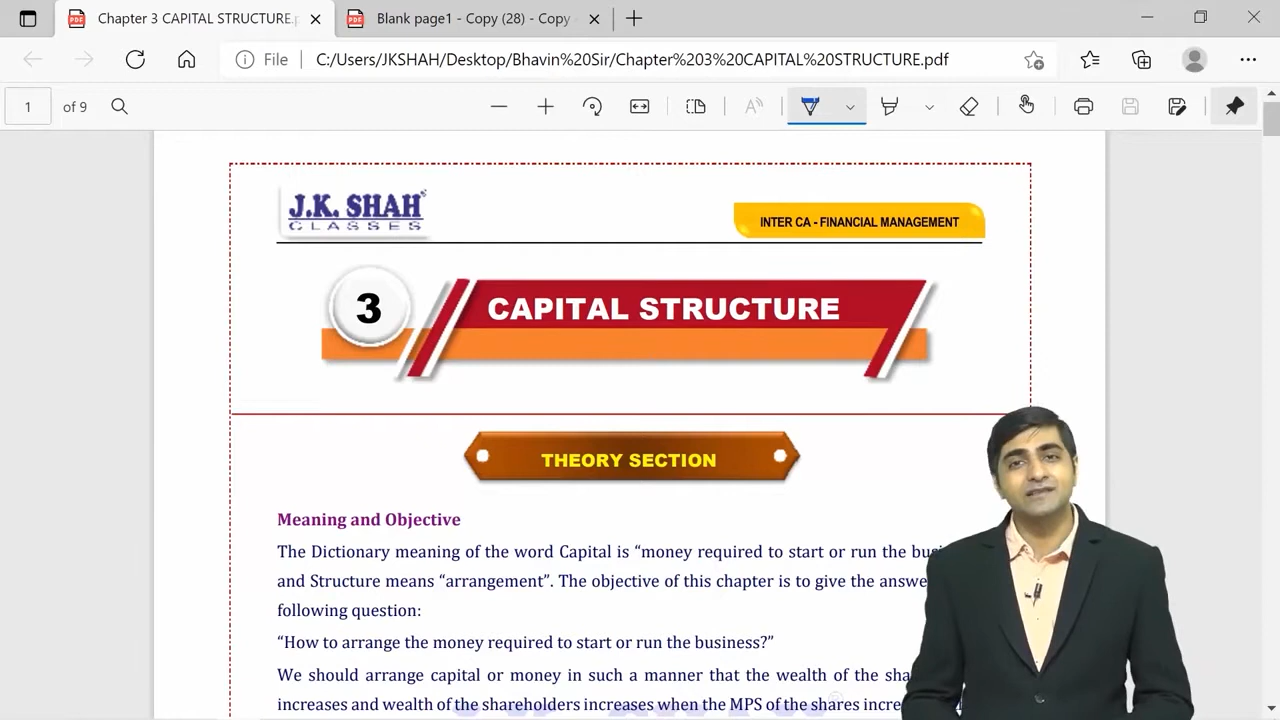 Chapter 3 CAPITAL STRUCTURE.p
Blank page1 - Copy (28) - Copy
File
C:/Users/JKSHAH/Desktop/Bhavin%20Sir/Chapter%203%20CAPITAL%20STRUCTURE.pdf
1 of 9
J.K. SHAH
CLASSES
INTER CA - FINANCIAL MANAGEMENT
3
CAPITAL STRUCTURE
THEORY SECTION
Meaning and Objective
The Dictionary meaning of the word Capital is “money required to start or run the
and Structure means “arrangement”. The objective of this chapter is to give the
following question:
“How to arrange the money required to start or run the business?”
We should arrange capital or money in such a manner that the wealth of the
increases and wealth of the shareholders increases when the MPS of the shares